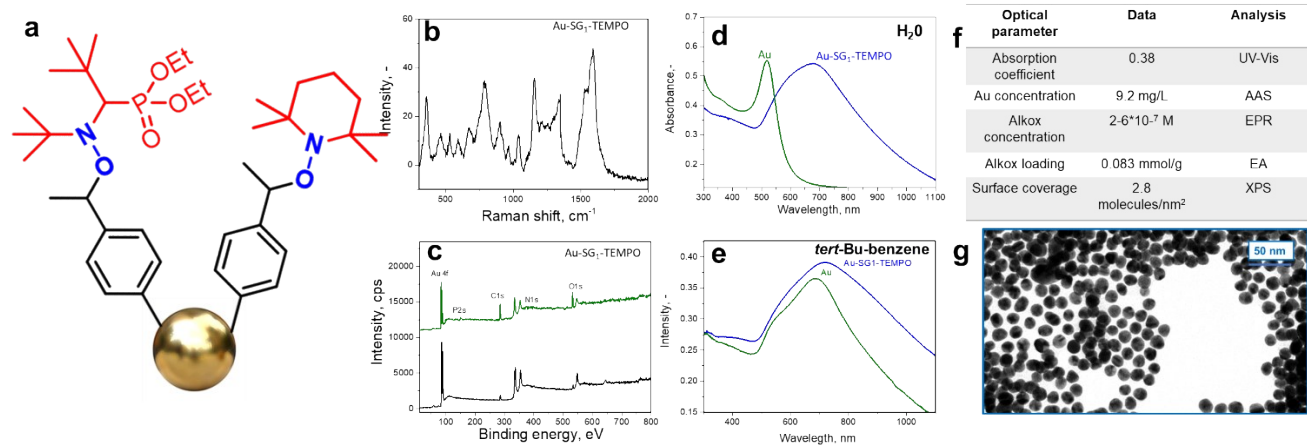 a
OEt
P
OEt
O
N
O
N
O
b
Au-SG1-TEMPO
Intensity, -
60
40
20
0
500
1000
1500
2000
Raman shift, cm-1
c
Au-SG1-TEMPO
Intensity, cps
20000
15000
10000
5000
0
Au 4f
P2s
C1s
N1s
O1s
0 100 200 300 400 500 600 700 800
Binding energy, eV
d
H20
Au
Au-SG1-TEMPO
Absorbance,-
0.7
0.6
0.5
0.4
0.3
0.2
300 400 500 600 700 800 900 1000 1100
Wavelength, nm
e
tert-Bu-benzene
Au-SG1-TEMPO
Au
Intensity, -
0.40
0.35
0.30
0.25
0.20
0.15
400 600 800 1000
Wavelength, nm
f
Optical parameter Data Analysis
Absorption coefficient 0.38 UV-Vis
Au concentration 9.2 mg/L AAS
Alkox concentration 2-6*10-7 M EPR
Alkox loading 0.083 mmol/g EA
Surface coverage 2.8 molecules/nm2 XPS
g
50 nm